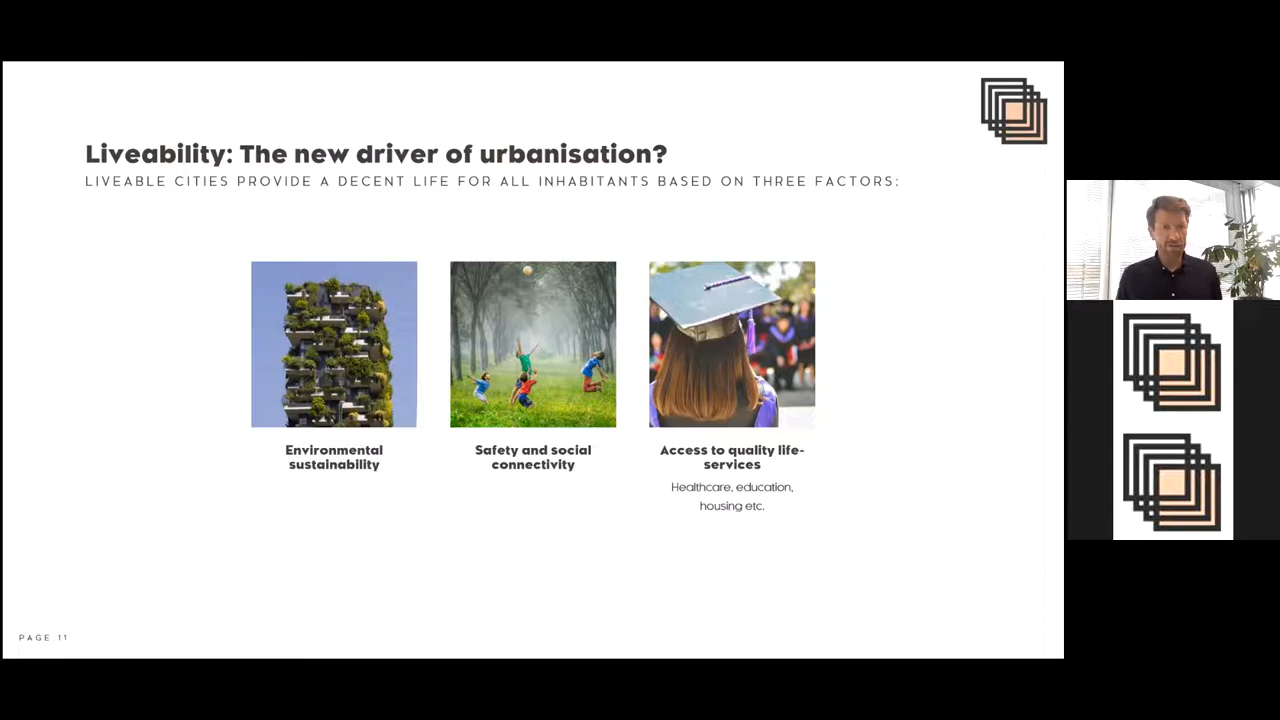 Liveability: The new driver of urbanisation?
LIVEABLE CITIES PROVIDE A DECENT LIFE FOR ALL INHABITANTS BASED ON THREE FACTORS:
Environmental
sustainability
Safety and social
connectivity
Access to quality life-
services
Healthcare, education,
housing etc.
PAGE 11